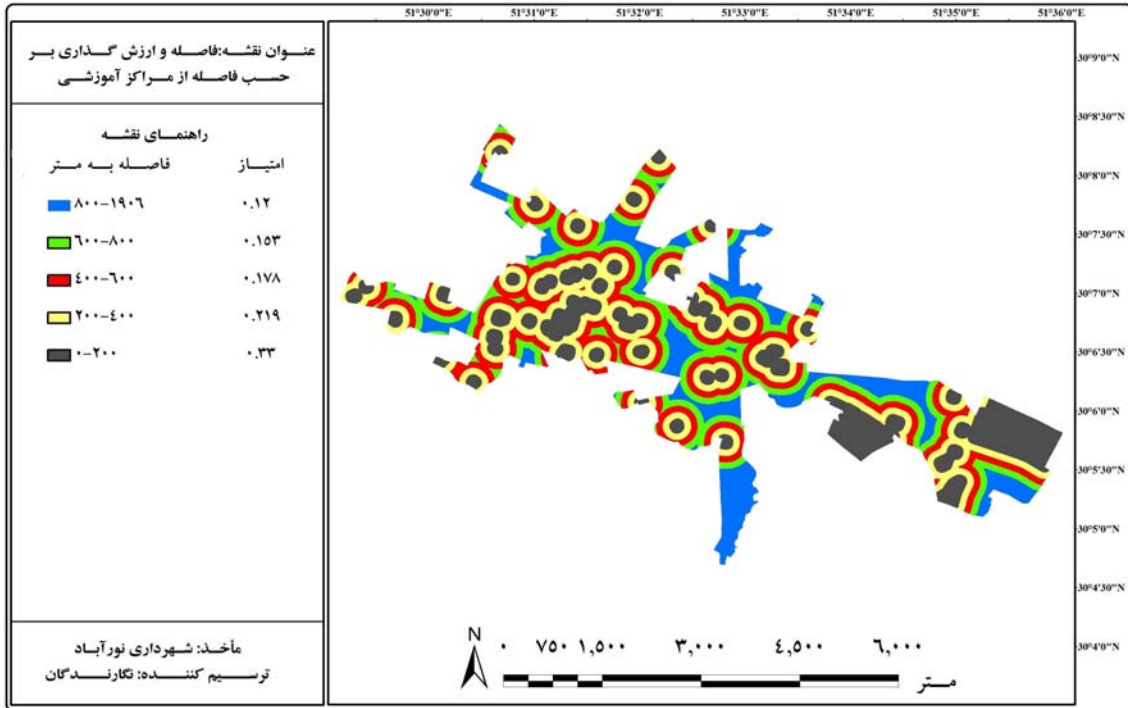 عنوان نقشه:فاصله و ارزش گذاری بر
حسب فاصله از مراکز آموزشی
راهنمای نقشه
فاصله به متر امتیاز
۸۰۰-۱۹۰۶ ۰.۱۲
۶۰۰-۸۰۰ ۰.۱۵۳
٤۰۰-۶۰۰ ۰.۱۷۸
۲۰۰-٤۰۰ ۰.۲۱۹
۰-۲۰۰ ۰.۳۳
مأخذ: شهرداری نورآباد
ترسیم کننده: نگارندگان
51°30'0"E 51°31'0"E 51°32'0"E 51°33'0"E 51°34'0"E 51°35'0"E 51°36'0"E
30°9'0"N
30°8'30"N
30°8'0"N
30°7'30"N
30°7'0"N
30°6'30"N
30°6'0"N
30°5'30"N
30°5'0"N
30°4'30"N
30°4'0"N
N
۰ ۷۵۰ ۱,۵۰۰ ۳,۰۰۰ ٤,۵۰۰ ۶,۰۰۰
متر